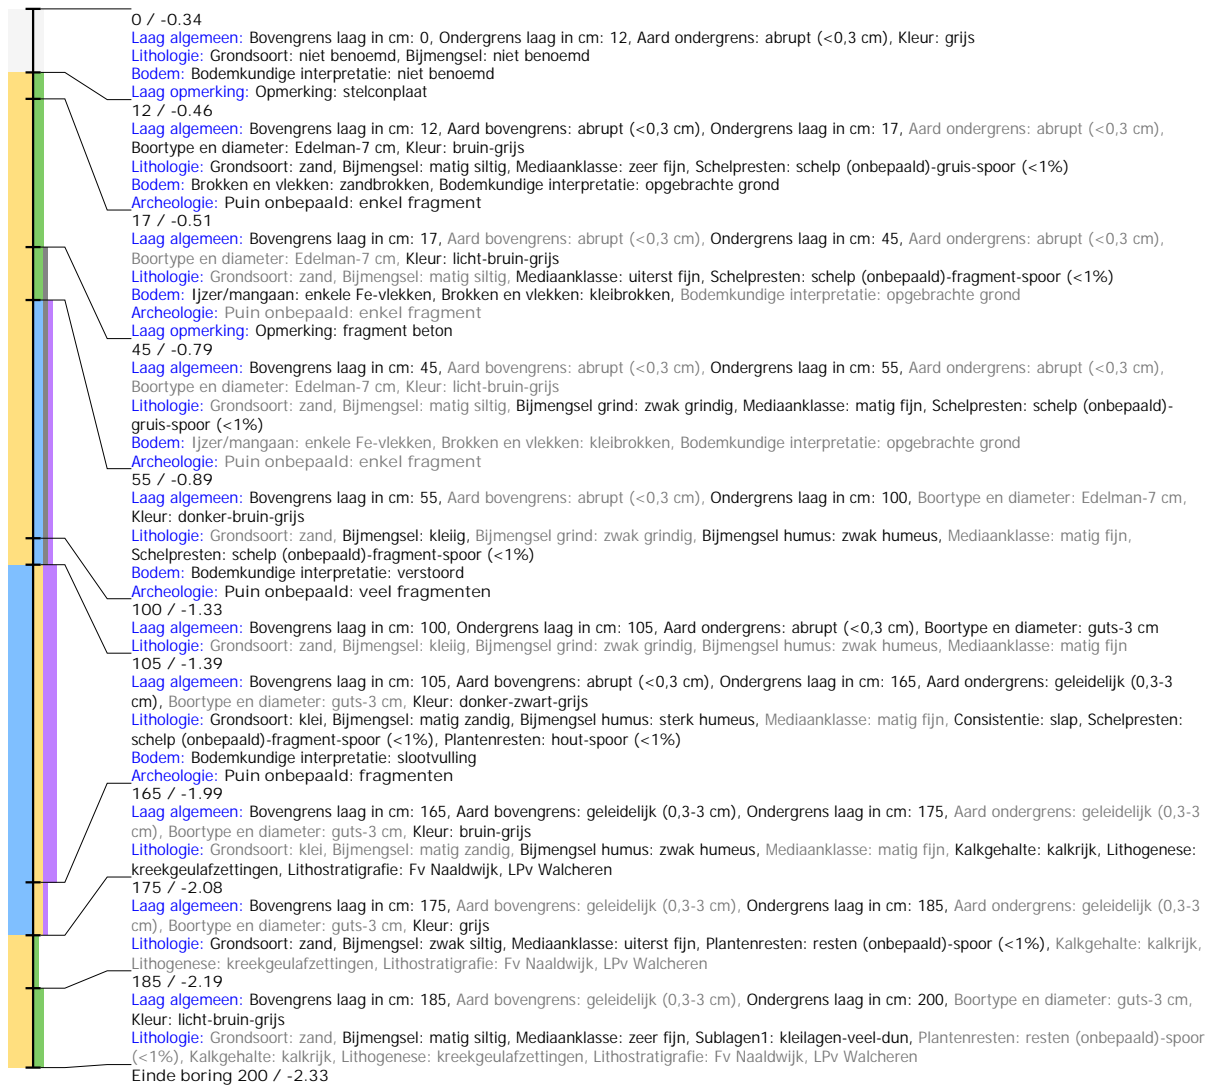 0 / -0.34
Laag algemeen: Bovengrens laag in cm: 0, Ondergrens laag in cm: 12, Aard ondergrens: abrupt (<0,3 cm), Kleur: grijs
Lithologie: Grondsoort: niet benoemd, Bijmengsel: niet benoemd
Bodem: Bodemkundige interpretatie: niet benoemd
Laag opmerking: Opmerking: stelconplaat
12 / -0.46
Laag algemeen: Bovengrens laag in cm: 12, Aard bovengrens: abrupt (<0,3 cm), Ondergrens laag in cm: 17, Aard ondergrens: abrupt (<0,3 cm),
Boortype en diameter: Edelman-7 cm, Kleur: bruin-grijs
Lithologie: Grondsoort: zand, Bijmengsel: matig siltig, Mediaanklasse: zeer fijn, Schelpresten: schelp (onbepaald)-gruis-spoor (<1%)
Bodem: Brokken en vlekken: zandbrokken, Bodemkundige interpretatie: opgebrachte grond
Archeologie: Puin onbepaald: enkel fragment
17 / -0.51
Laag algemeen: Bovengrens laag in cm: 17, Aard bovengrens: abrupt (<0,3 cm), Ondergrens laag in cm: 45, Aard ondergrens: abrupt (<0,3 cm),
Boortype en diameter: Edelman-7 cm, Kleur: licht-bruin-grijs
Lithologie: Grondsoort: zand, Bijmengsel: matig siltig, Mediaanklasse: uiterst fijn, Schelpresten: schelp (onbepaald)-fragment-spoor (<1%)
Bodem: Ijzer/mangaan: enkele Fe-vlekken, Brokken en vlekken: kleibrokken, Bodemkundige interpretatie: opgebrachte grond
Archeologie: Puin onbepaald: enkel fragment
Laag opmerking: Opmerking: fragment beton
45 / -0.79
Laag algemeen: Bovengrens laag in cm: 45, Aard bovengrens: abrupt (<0,3 cm), Ondergrens laag in cm: 55, Aard ondergrens: abrupt (<0,3 cm),
Boortype en diameter: Edelman-7 cm, Kleur: licht-bruin-grijs
Lithologie: Grondsoort: zand, Bijmengsel: matig siltig, Bijmengsel grind: zwak grindig, Mediaanklasse: matig fijn, Schelpresten: schelp (onbepaald)-
gruis-spoor (<1%)
Bodem: Ijzer/mangaan: enkele Fe-vlekken, Brokken en vlekken: kleibrokken, Bodemkundige interpretatie: opgebrachte grond
Archeologie: Puin onbepaald: enkel fragment
55 / -0.89
Laag algemeen: Bovengrens laag in cm: 55, Aard bovengrens: abrupt (<0,3 cm), Ondergrens laag in cm: 100, Boortype en diameter: Edelman-7 cm,
Kleur: donker-bruin-grijs
Lithologie: Grondsoort: zand, Bijmengsel: kleiig, Bijmengsel grind: zwak grindig, Bijmengsel humus: zwak humeus, Mediaanklasse: matig fijn,
Schelpresten: schelp (onbepaald)-fragment-spoor (<1%)
Bodem: Bodemkundige interpretatie: verstoord
Archeologie: Puin onbepaald: veel fragmenten
100 / -1.33
Laag algemeen: Bovengrens laag in cm: 100, Ondergrens laag in cm: 105, Aard ondergrens: abrupt (<0,3 cm), Boortype en diameter: guts-3 cm
Lithologie: Grondsoort: zand, Bijmengsel: kleiig, Bijmengsel grind: zwak grindig, Bijmengsel humus: zwak humeus, Mediaanklasse: matig fijn
105 / -1.39
Laag algemeen: Bovengrens laag in cm: 105, Aard bovengrens: abrupt (<0,3 cm), Ondergrens laag in cm: 165, Aard ondergrens: geleidelijk (0,3-3
cm), Boortype en diameter: guts-3 cm, Kleur: donker-zwart-grijs
Lithologie: Grondsoort: klei, Bijmengsel: matig zandig, Bijmengsel humus: sterk humeus, Mediaanklasse: matig fijn, Consistentie: slap, Schelpresten:
schelp (onbepaald)-fragment-spoor (<1%), Plantenresten: hout-spoor (<1%)
Bodem: Bodemkundige interpretatie: slootvulling
Archeologie: Puin onbepaald: fragmenten
165 / -1.99
Laag algemeen: Bovengrens laag in cm: 165, Aard bovengrens: geleidelijk (0,3-3 cm), Ondergrens laag in cm: 175, Aard ondergrens: geleidelijk (0,3-3
cm), Boortype en diameter: guts-3 cm, Kleur: bruin-grijs
Lithologie: Grondsoort: klei, Bijmengsel: matig zandig, Bijmengsel humus: zwak humeus, Mediaanklasse: matig fijn, Kalkgehalte: kalkrijk, Lithogenese:
kreekgeulafzettingen, Lithostratigrafie: Fv Naaldwijk, LPv Walcheren
175 / -2.08
Laag algemeen: Bovengrens laag in cm: 175, Aard bovengrens: geleidelijk (0,3-3 cm), Ondergrens laag in cm: 185, Aard ondergrens: geleidelijk (0,3-3
cm), Boortype en diameter: guts-3 cm, Kleur: grijs
Lithologie: Grondsoort: zand, Bijmengsel: zwak siltig, Mediaanklasse: uiterst fijn, Plantenresten: resten (onbepaald)-spoor (<1%), Kalkgehalte: kalkrijk,
Lithogenese: kreekgeulafzettingen, Lithostratigrafie: Fv Naaldwijk, LPv Walcheren
185 / -2.19
Laag algemeen: Bovengrens laag in cm: 185, Aard bovengrens: geleidelijk (0,3-3 cm), Ondergrens laag in cm: 200, Boortype en diameter: guts-3 cm,
Kleur: licht-bruin-grijs
Lithologie: Grondsoort: zand, Bijmengsel: matig siltig, Mediaanklasse: zeer fijn, Sublagen1: kleilagen-veel-dun, Plantenresten: resten (onbepaald)-spoor
(<1%), Kalkgehalte: kalkrijk, Lithogenese: kreekgeulafzettingen, Lithostratigrafie: Fv Naaldwijk, LPv Walcheren
Einde boring 200 / -2.33